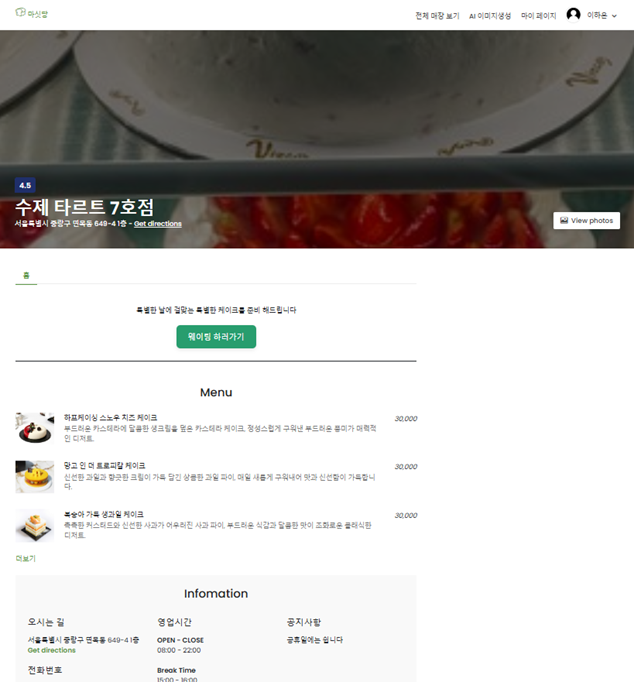 마싯팡
전체 매장 보기 AI 이미지생성 마이 페이지 이하은
4.5
수제 타르트 7호점
서울특별시 중랑구 면목동 649-4 1층 - Get directions
View photos
홈
특별한 날에 걸맞는 특별한 케이크를 준비 해드립니다
웨이팅 하러가기
Menu
하프케이싱 스노우 치즈 케이크 30,000
부드러운 카스테라에 달콤한 생크림을 얹은 카스테라 케이크, 정성스럽게 구워낸 부드러운 풍미가 매력적
인 디저트.
망고 인 더 트로피칼 케이크 30,000
신선한 과일과 향긋한 크림이 가득 담긴 상큼한 과일 파이, 매일 새롭게 구워내어 맛과 신선함이 가득합니
다.
복숭아 가득 생과일 케이크 30,000
촉촉한 커스터드와 신선한 사과가 어우러진 사과 파이, 부드러운 식감과 달콤한 맛이 조화로운 클래식한
디저트.
더보기
Infomation
오시는 길 영업시간 공지사항
서울특별시 중랑구 면목동 649-4 1층 OPEN - CLOSE 공휴일에는 쉽니다
Get directions 08:00 - 22:00
전화번호 Break Time
15:00 - 16:00